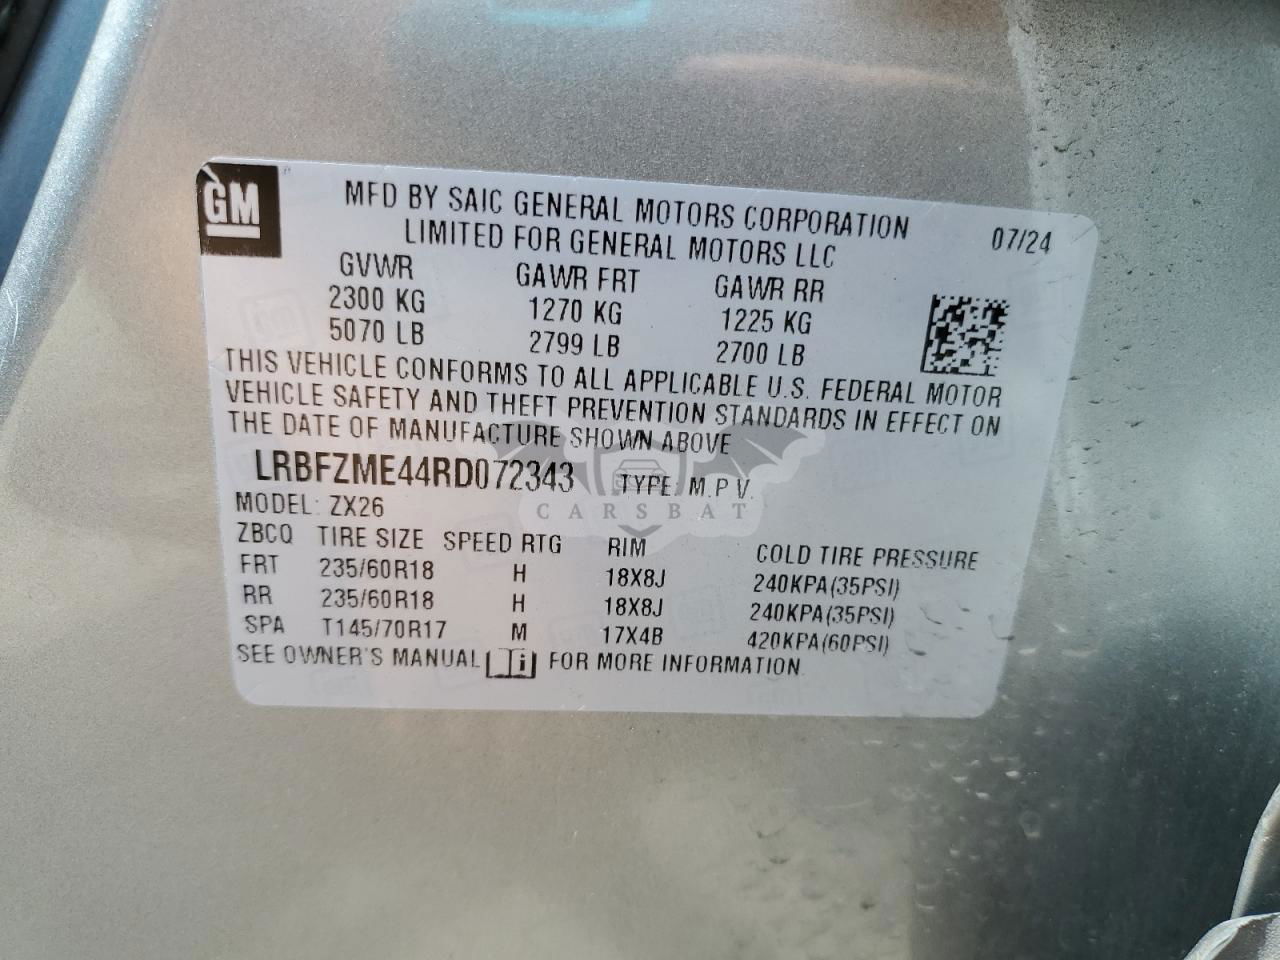 GM
MFD BY SAIC GENERAL MOTORS CORPORATION
LIMITED FOR GENERAL MOTORS LLC
07/24
GVWR GAWR FRT GAWR RR
2300 KG 1270 KG 1225 KG
5070 LB 2799 LB 2700 LB
THIS VEHICLE CONFORMS TO ALL APPLICABLE U.S. FEDERAL MOTOR
VEHICLE SAFETY AND THEFT PREVENTION STANDARDS IN EFFECT ON
THE DATE OF MANUFACTURE SHOWN ABOVE
LRBFZME44RD072343 TYPE: M.P.V.
CARSBAT
MODEL: ZX26
ZBCQ TIRE SIZE SPEED RTG RIM COLD TIRE PRESSURE
FRT 235/60R18 H 18X8J 240KPA(35PSI)
RR 235/60R18 H 18X8J 240KPA(35PSI)
SPA T145/70R17 M 17X4B 420KPA(60PSI)
SEE OWNER'S MANUAL i FOR MORE INFORMATION